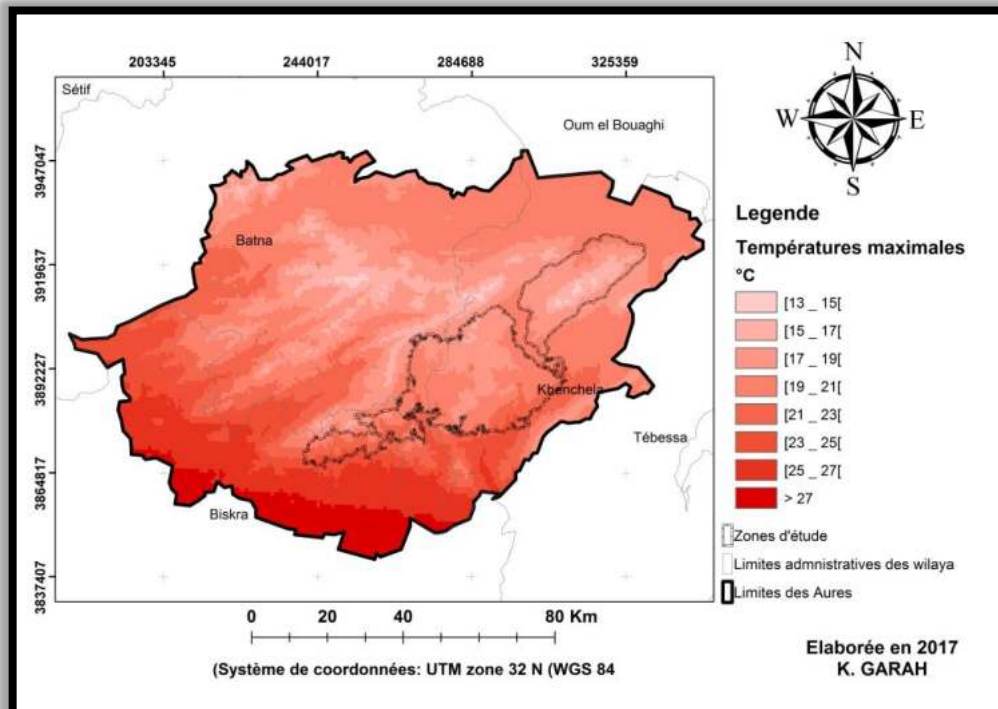 203345 244017 284688 325359
Sétif
Oum el Bouaghi
3947047
Batna
3919637
3892227
Khenchela
Tébessa
3864817
Biskra
3837407
0 20 40 80 Km
(Système de coordonnées: UTM zone 32 N (WGS 84
N
W E
S
Legende
Températures maximales
°C
[13 _ 15[
[15 _ 17[
[17 _ 19[
[19 _ 21[
[21 _ 23[
[23 _ 25[
[25 _ 27[
> 27
Zones d'étude
Limites admnistratives des wilaya
Limites des Aures
Elaborée en 2017
K. GARAH